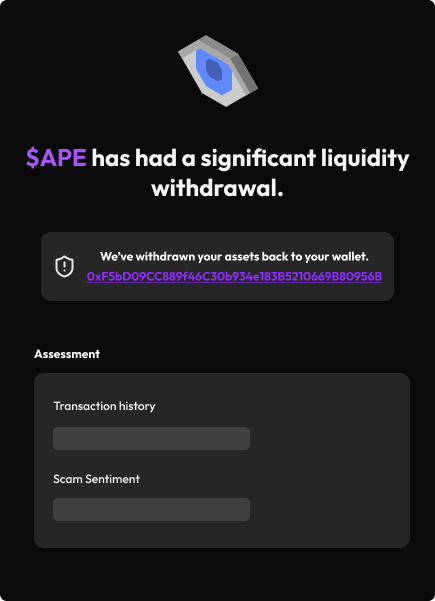 $APE has had a significant liquidity
withdrawal.
We've withdrawn your assets back to your wallet.
0xF5bD09CC889f46C30b934e183B5210669B80956B
Assessment
Transaction history
Scam Sentiment